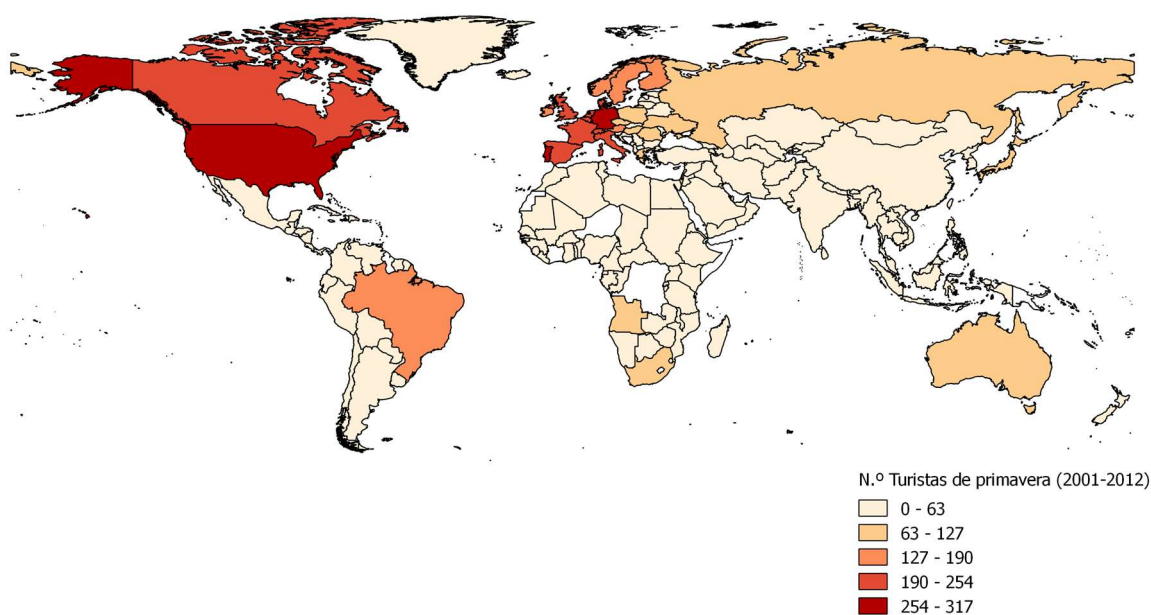 N.º Turistas de primavera (2001-2012)
0 - 63
63 - 127
127 - 190
190 - 254
254 - 317